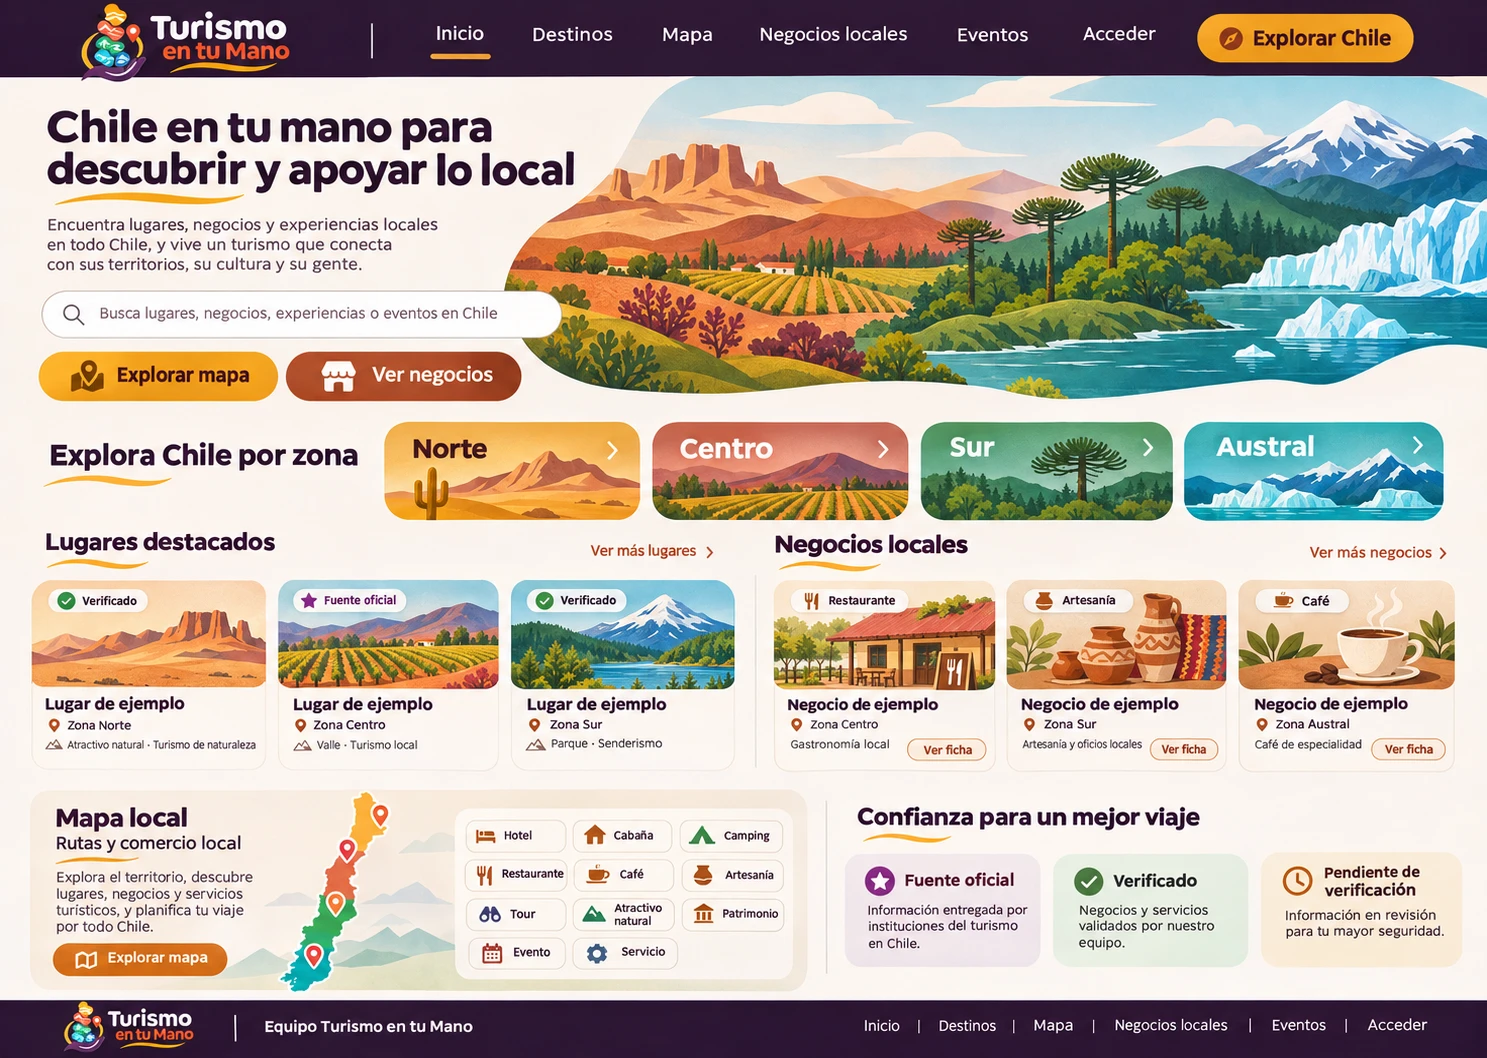 Turismo
en tu Mano
Inicio
Destinos
Mapa
Negocios locales
Eventos
Acceder
Explorar Chile
Chile en tu mano para
descubrir y apoyar lo local
Encuentra lugares, negocios y experiencias locales
en todo Chile, y vive un turismo que conecta
con sus territorios, su cultura y su gente.
Busca lugares, negocios, experiencias o eventos en Chile
Explorar mapa
Ver negocios
Explora Chile por zona
Norte
Centro
Sur
Austral
Lugares destacados
Ver más lugares
Verificado
Lugar de ejemplo
Zona Norte
Atractivo natural · Turismo de naturaleza
Fuente oficial
Lugar de ejemplo
Zona Centro
Valle · Turismo local
Verificado
Lugar de ejemplo
Zona Sur
Parque · Senderismo
Negocios locales
Ver más negocios
Restaurante
Negocio de ejemplo
Zona Centro
Gastronomía local
Ver ficha
Artesanía
Negocio de ejemplo
Zona Sur
Artesanía y oficios locales
Ver ficha
Café
Negocio de ejemplo
Zona Austral
Café de especialidad
Ver ficha
Mapa local
Rutas y comercio local
Explora el territorio, descubre
lugares, negocios y servicios
turísticos, y planifica tu viaje
por todo Chile.
Explorar mapa
Hotel
Cabaña
Camping
Restaurante
Café
Artesanía
Tour
Atractivo
natural
Patrimonio
Evento
Servicio
Confianza para un mejor viaje
Fuente oficial
Información entregada por
instituciones del turismo
en Chile.
Verificado
Negocios y servicios
validados por nuestro
equipo.
Pendiente de
verificación
Información en revisión
para tu mayor seguridad.
Turismo
en tu Mano
Equipo Turismo en tu Mano
Inicio | Destinos | Mapa | Negocios locales | Eventos | Acceder